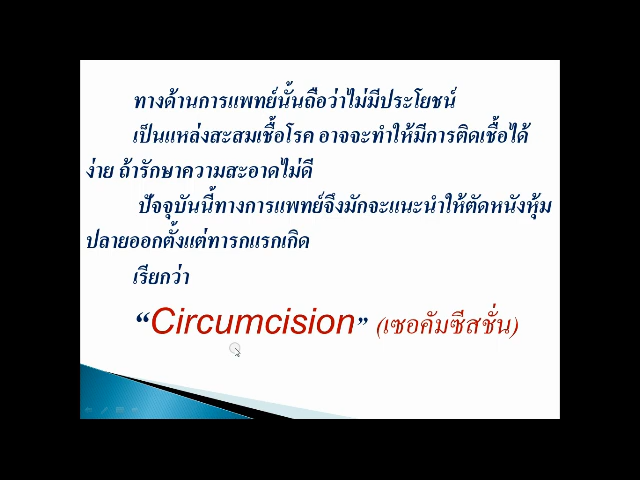 ทางด้านการแพทย์นั้นถือว่าไม่มีประโยชน์
เป็นแหล่งสะสมเชื้อโรค อาจจะทำให้มีการติดเชื้อได้
ง่าย ถ้ารักษาความสะอาดไม่ดี
ปัจจุบันนี้ทางการแพทย์จึงมักจะแนะนำให้ตัดหนังหุ้ม
ปลายออกตั้งแต่ทารกแรกเกิด
เรียกว่า
“Circumcision” (เซอคัมซีสชั่น)